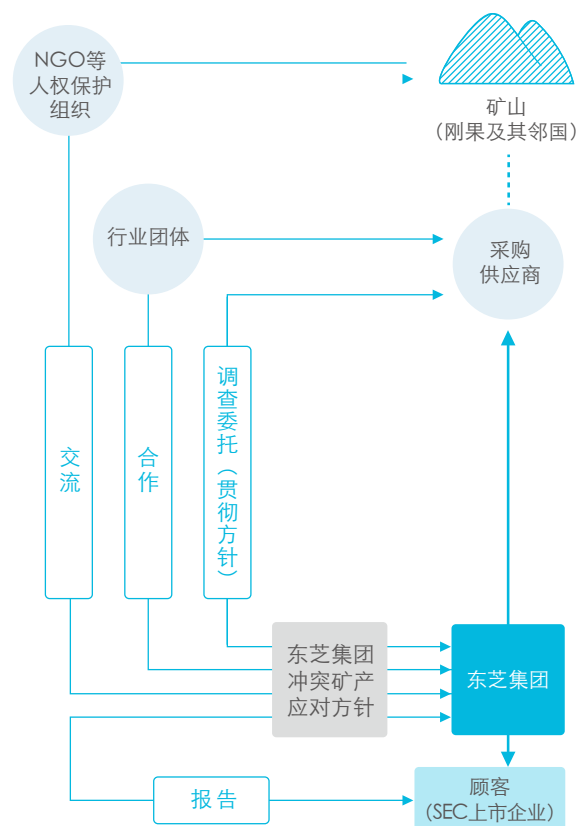 NGO等
人权保护
组织
矿山
（刚果及其邻国）
行业团体
采购
供应商
交流
合作
调查委托（贯彻方针）
东芝集团
冲突矿产
应对方针
东芝集团
报告
顾客
（SEC上市企业）